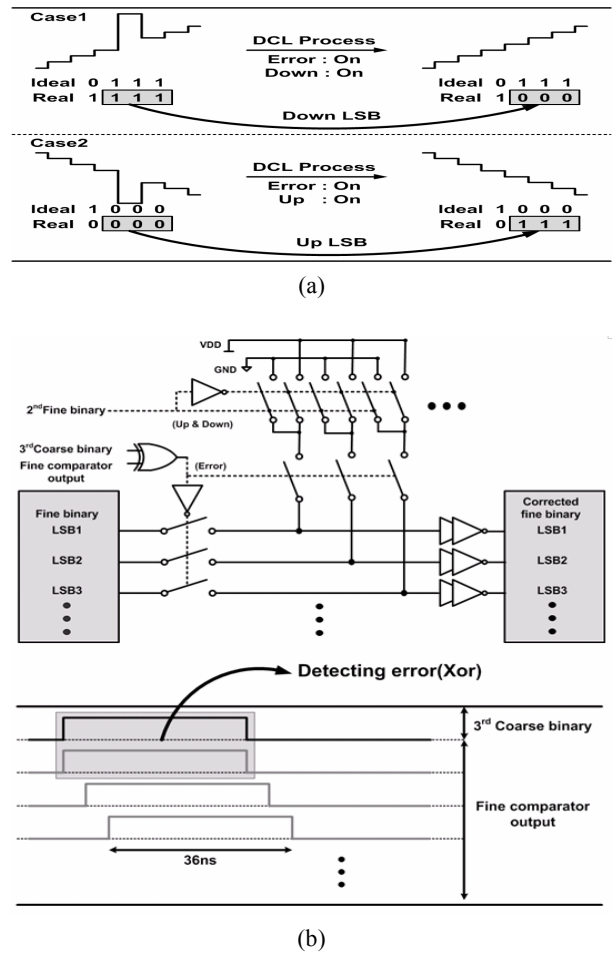 Case1
DCL Process
Error : On
Down : On
Ideal 0 1 1 1
Real 1 1 1 1
Ideal 0 1 1 1
Real 1 0 0 0
Down LSB
Case2
DCL Process
Error : On
Up : On
Ideal 1 0 0 0
Real 0 0 0 0
Ideal 1 0 0 0
Real 0 1 1 1
Up LSB
(a)
VDD
GND
2nd Fine binary
(Up & Down)
3rd Coarse binary
Fine comparator
output
(Error)
Fine binary
LSB1
LSB2
LSB3
Corrected
fine binary
LSB1
LSB2
LSB3
Detecting error(Xor)
3rd Coarse binary
Fine comparator
output
36ns
(b)